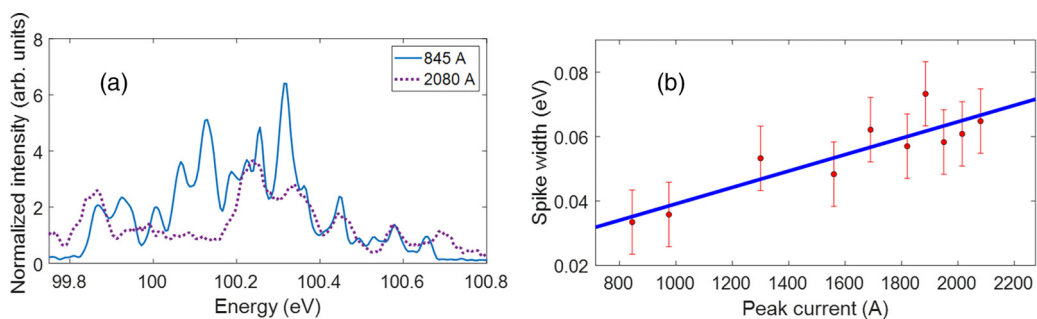 Normalized intensity (arb. units)
8
6
4
2
0
99.8
100
100.2
100.4
100.6
100.8
Energy (eV)
(a)
845 A
2080 A
Spike width (eV)
0.08
0.06
0.04
0.02
800
1000
1200
1400
1600
1800
2000
2200
Peak current (A)
(b)